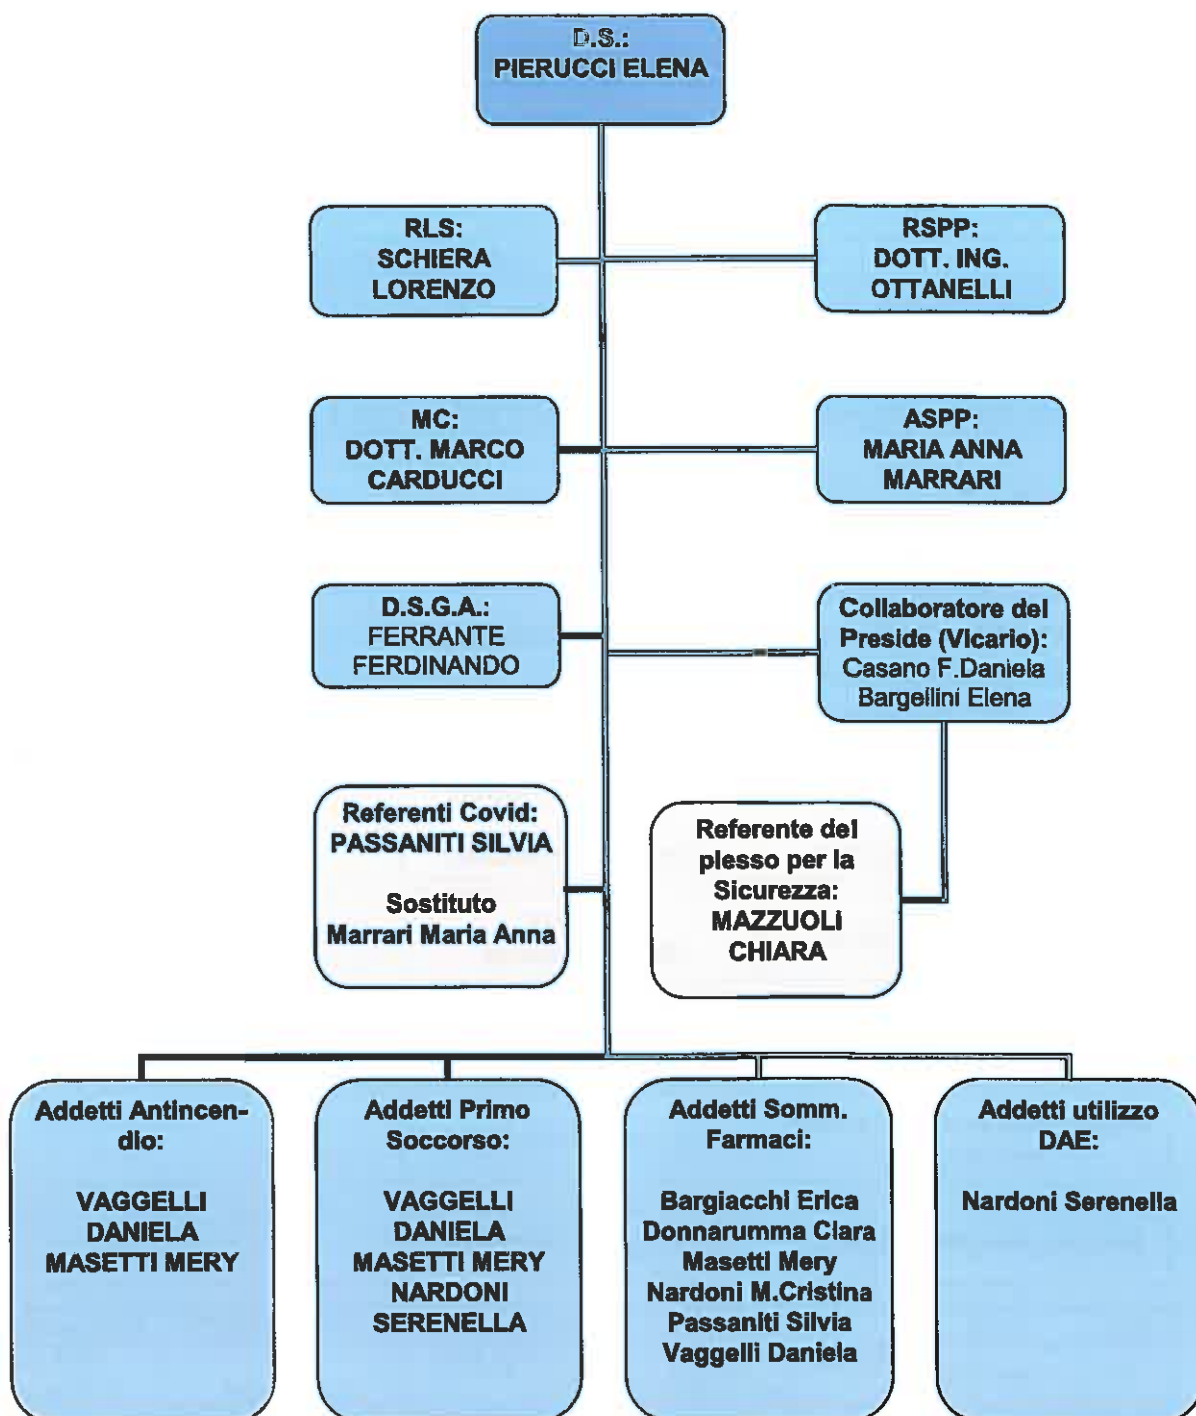 D.S.:
PIERUCCI ELENA
RLS:
SCHIERA
LORENZO
RSPP:
DOTT. ING.
OTTANELLI
MC:
DOTT. MARCO
CARDUCCI
ASPP:
MARIA ANNA
MARRARI
D.S.G.A.:
FERRANTE
FERDINANDO
Collaboratore del
Preside (Vicario):
Casano F.Daniela
Bargellini Elena
Referenti Covid:
PASSANITI SILVIA
Sostituto
Marrari Maria Anna
Referente del
plesso per la
Sicurezza:
MAZZUOLI
CHIARA
Addetti Antincen-
dio:
VAGGELLI
DANIELA
MASETTI MERY
Addetti Primo
Soccorso:
VAGGELLI
DANIELA
MASETTI MERY
NARDONI
SERENELLA
Addetti Somm.
Farmaci:
Bargiacchi Erica
Donnarumma Clara
Masetti Mery
Nardoni M.Cristina
Passaniti Silvia
Vaggelli Daniela
Addetti utilizzo
DAE:
Nardoni Serenella